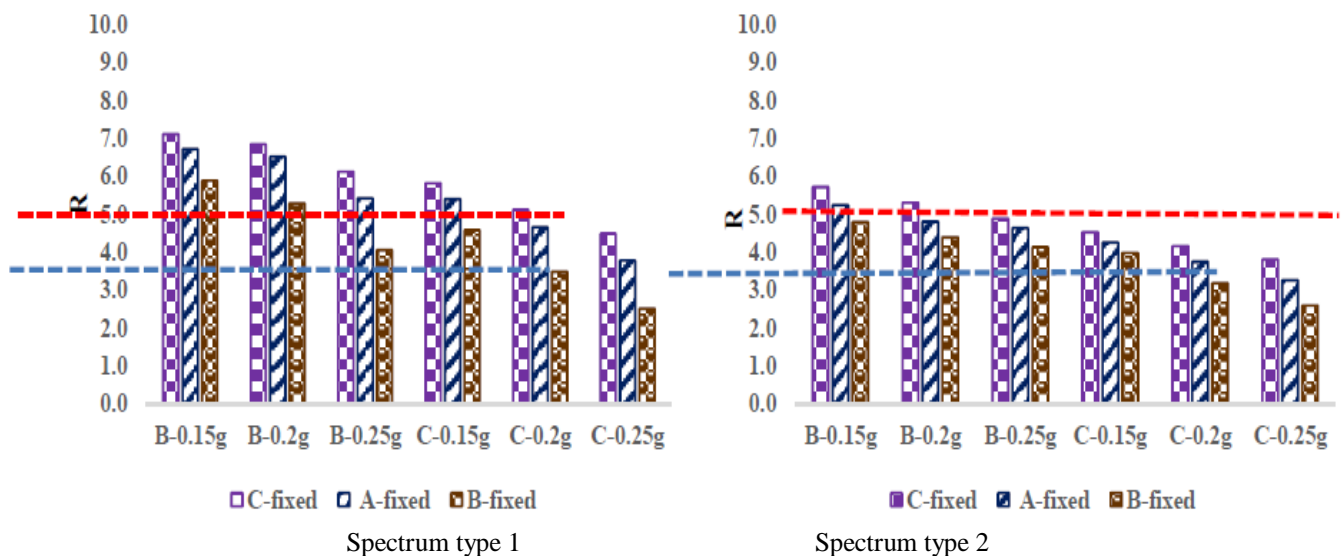 10.0
9.0
8.0
7.0
6.0
5.0
4.0
3.0
2.0
1.0
0.0
R
B-0.15g B-0.2g B-0.25g C-0.15g C-0.2g C-0.25g
C-fixed A-fixed B-fixed
Spectrum type 1
10.0
9.0
8.0
7.0
6.0
5.0
4.0
3.0
2.0
1.0
0.0
R
B-0.15g B-0.2g B-0.25g C-0.15g C-0.2g C-0.25g
C-fixed A-fixed B-fixed
Spectrum type 2